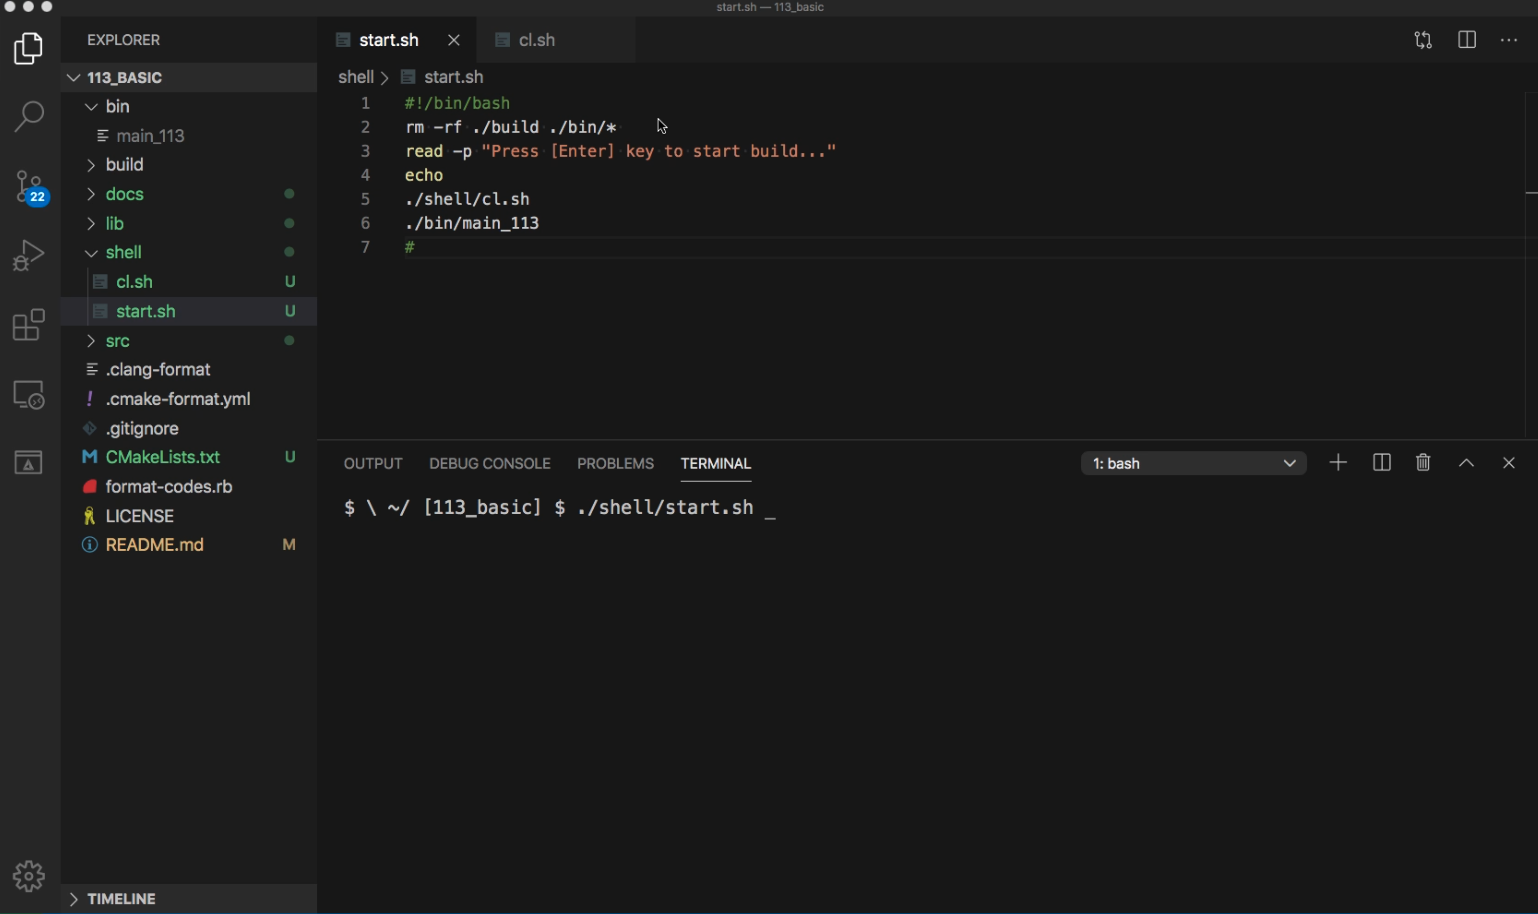 start.sh — 113_basic
EXPLORER
113_BASIC
bin
main_113
build
docs
lib
shell
cl.sh U
start.sh U
src
.clang-format
! .cmake-format.yml
.gitignore
M CMakeLists.txt U
format-codes.rb
LICENSE
README.md M
TIMELINE
22
start.sh cl.sh
shell > start.sh
1 #!/bin/bash
2 rm -rf ./build ./bin/*
3 read -p "Press [Enter] key to start build..."
4 echo
5 ./shell/cl.sh
6 ./bin/main_113
7 #
OUTPUT DEBUG CONSOLE PROBLEMS TERMINAL 1: bash
$ \ ~/ [113_basic] $ ./shell/start.sh _